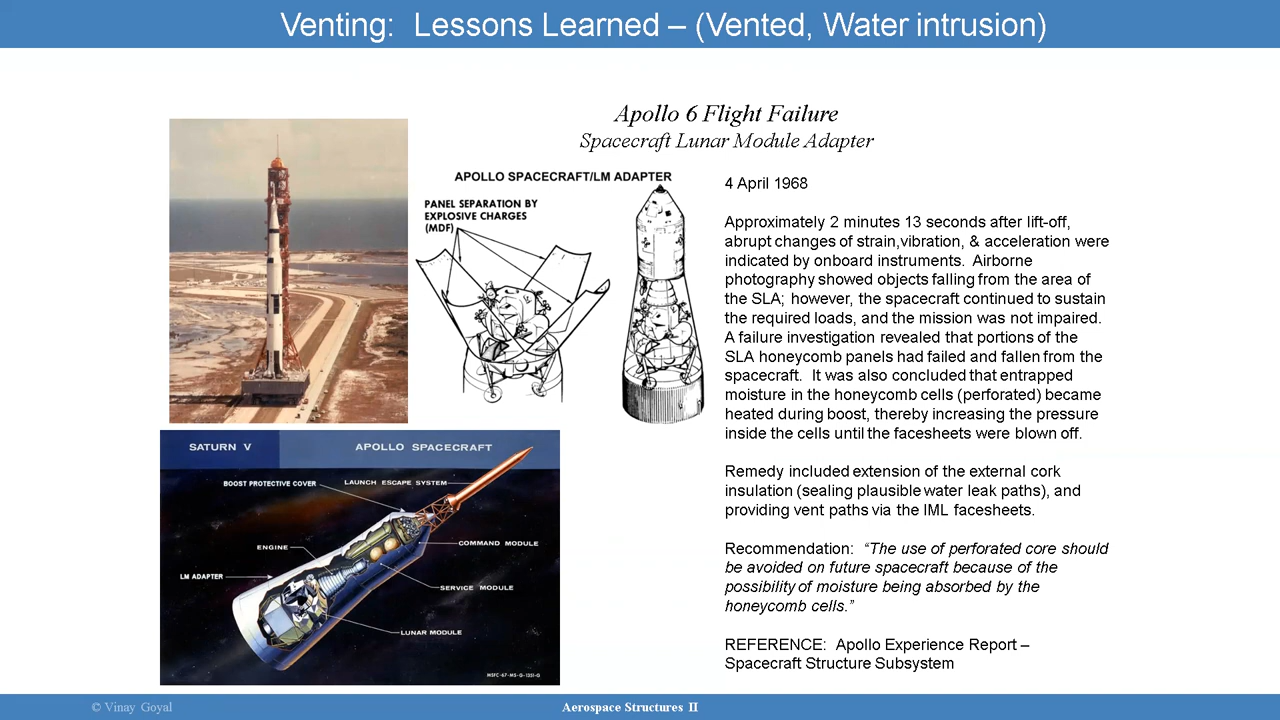 Venting: Lessons Learned – (Vented, Water intrusion)
Apollo 6 Flight Failure
Spacecraft Lunar Module Adapter
APOLLO SPACECRAFT/LM ADAPTER
PANEL SEPARATION BY
EXPLOSIVE CHARGES
(MDF)
4 April 1968
Approximately 2 minutes 13 seconds after lift-off,
abrupt changes of strain,vibration, & acceleration were
indicated by onboard instruments. Airborne
photography showed objects falling from the area of
the SLA; however, the spacecraft continued to sustain
the required loads, and the mission was not impaired.
A failure investigation revealed that portions of the
SLA honeycomb panels had failed and fallen from the
spacecraft. It was also concluded that entrapped
moisture in the honeycomb cells (perforated) became
heated during boost, thereby increasing the pressure
inside the cells until the facesheets were blown off.
Remedy included extension of the external cork
insulation (sealing plausible water leak paths), and
providing vent paths via the IML facesheets.
Recommendation: “The use of perforated core should
be avoided on future spacecraft because of the
possibility of moisture being absorbed by the
honeycomb cells.”
REFERENCE: Apollo Experience Report –
Spacecraft Structure Subsystem
SATURN V
APOLLO SPACECRAFT
BOOST PROTECTIVE COVER
LAUNCH ESCAPE SYSTEM
ENGINE
COMMAND MODULE
LM ADAPTER
SERVICE MODULE
LUNAR MODULE
MSFC-67-MS-G-1551-G
© Vinay Goyal
Aerospace Structures II